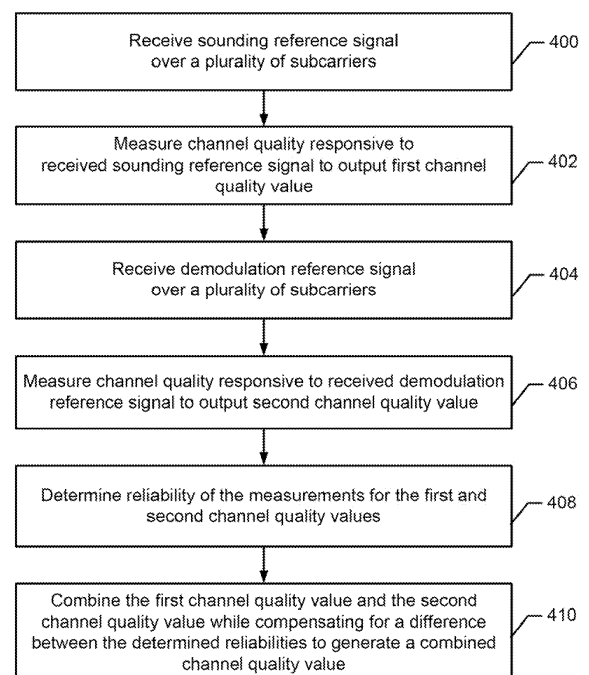 Receive sounding reference signal
over a plurality of subcarriers
400
Measure channel quality responsive to
received sounding reference signal to output first channel
quality value
402
Receive demodulation reference signal
over a plurality of subcarriers
404
Measure channel quality responsive to received demodulation
reference signal to output second channel quality value
406
Determine reliability of the measurements for the first and
second channel quality values
408
Combine the first channel quality value and the second
channel quality value while compensating for a difference
between the determined reliabilities to generate a combined
channel quality value
410